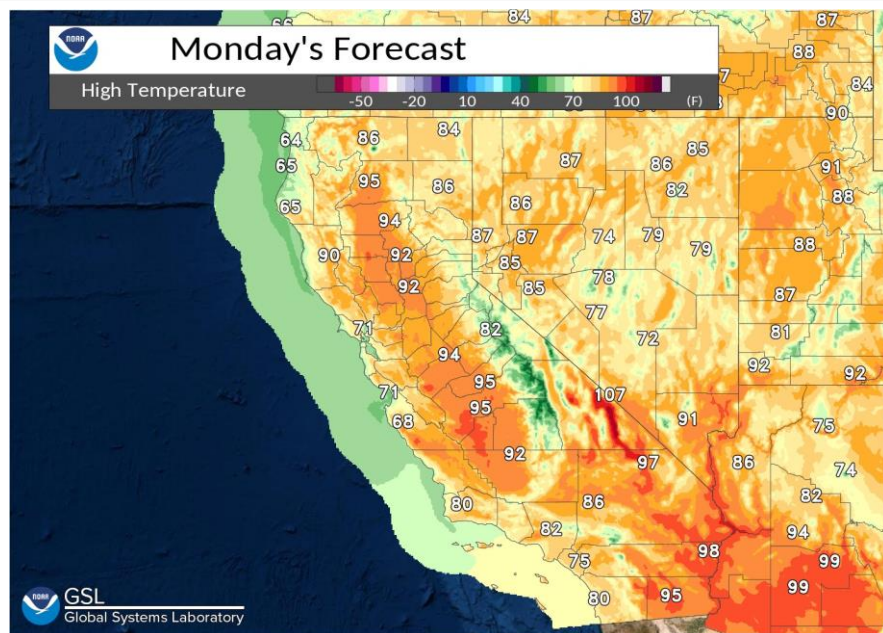 84 87 87
66
NOAA
Monday's Forecast
88
High Temperature
-50 -20 10 40 70 100 (F)
84
90
64 86 84 85
65 87 86 91
95 86 82 88
65 94 86
87 87 74 79 79 88
90 92 85
92 85 78 87
71 82 77 72 81
94 92 92
95
71 95 107 91 75
68
92 97 86 74
80 86 82
82 94
75 98 99
80 95 99
NOAA
GSL
Global Systems Laboratory